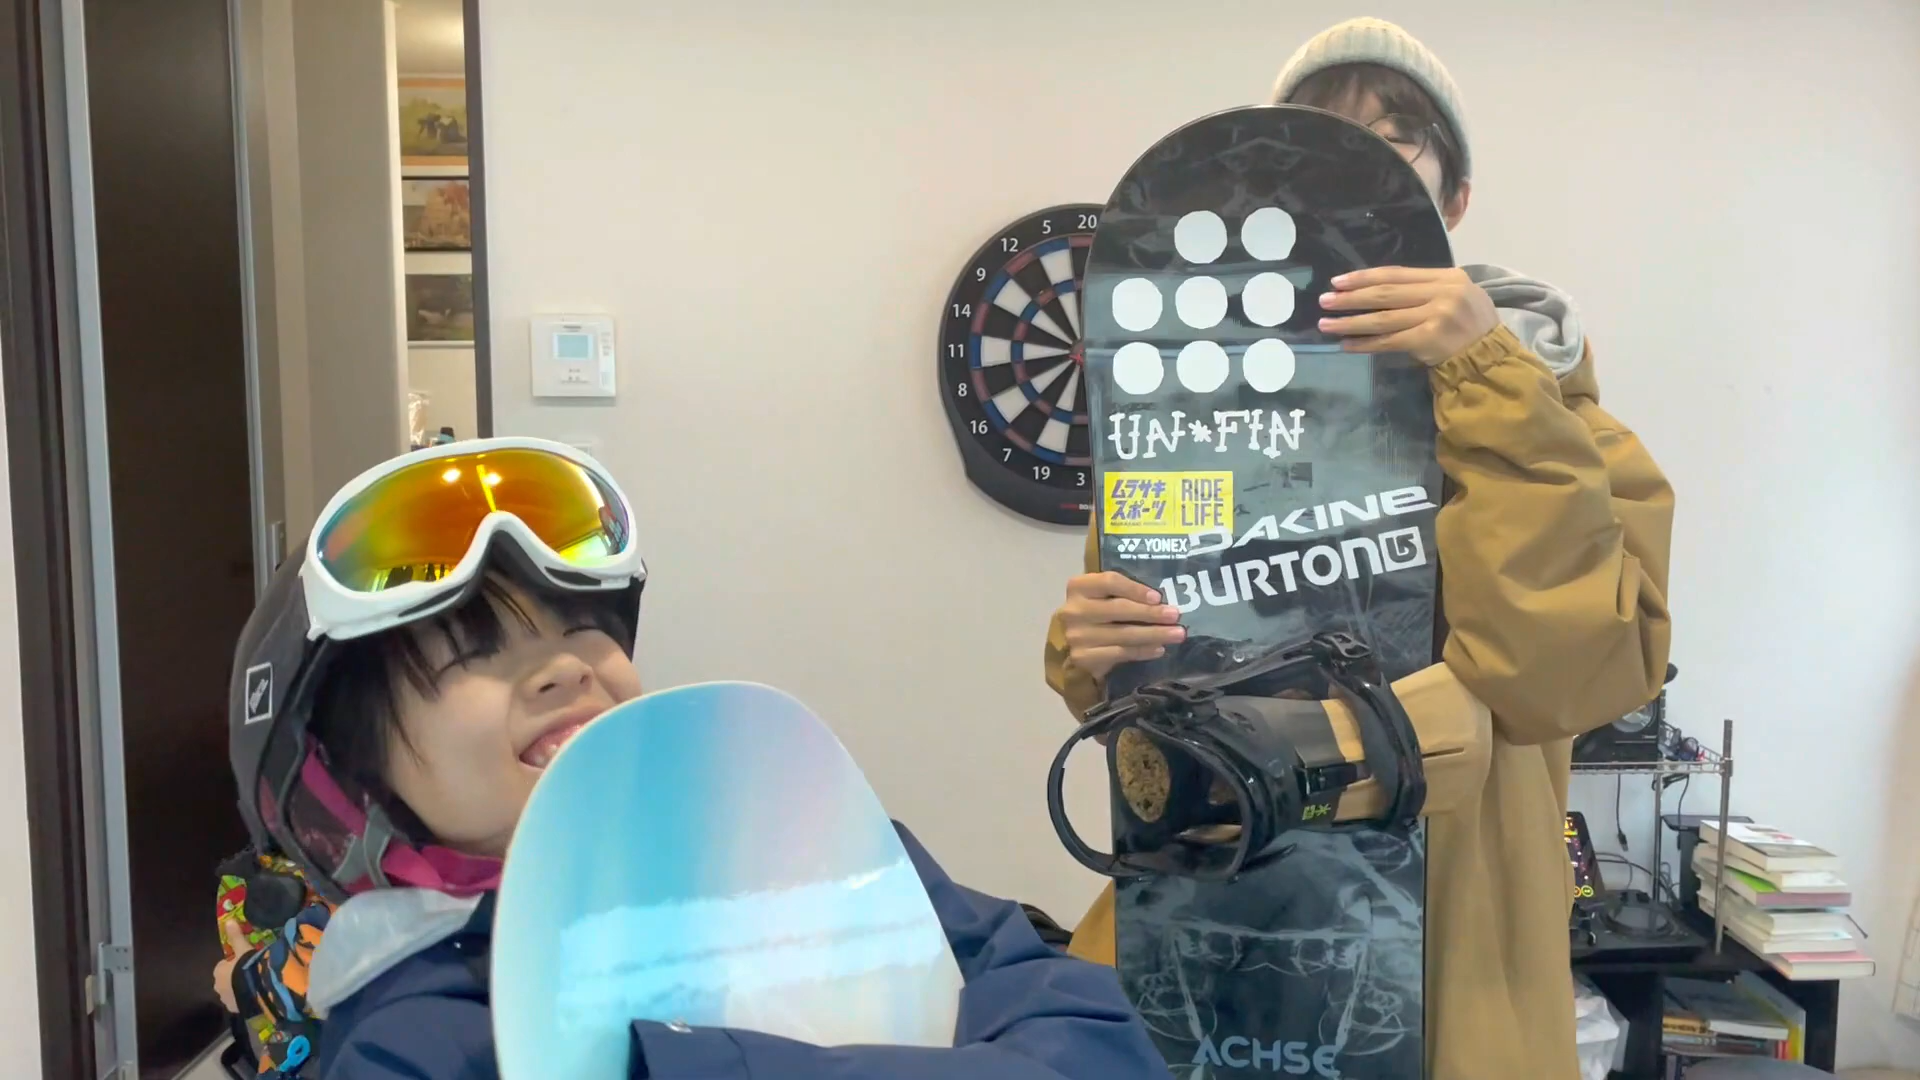 5 20
12
9
14
11
8
16
7
19
3
UN*FIN
ムラサキ
スポーツ
RIDE
LIFE
YONEX
DAKINE
BURTON
ACHSE